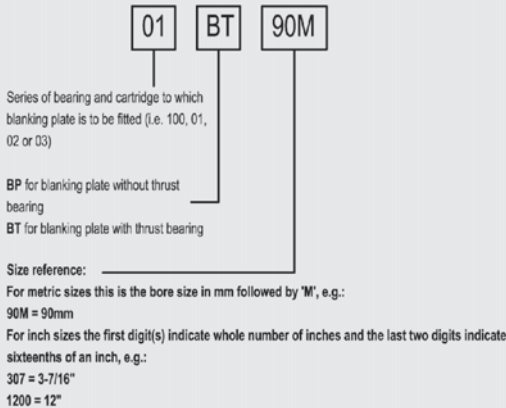 01 BT 90M
Series of bearing and cartridge to which
blanking plate is to be fitted (i.e. 100, 01,
02 or 03)
BP for blanking plate without thrust
bearing
BT for blanking plate with thrust bearing
Size reference:
For metric sizes this is the bore size in mm followed by 'M', e.g.:
90M = 90mm
For inch sizes the first digit(s) indicate whole number of inches and the last two digits indicate
sixteenths of an inch, e.g.:
307 = 3-7/16"
1200 = 12"